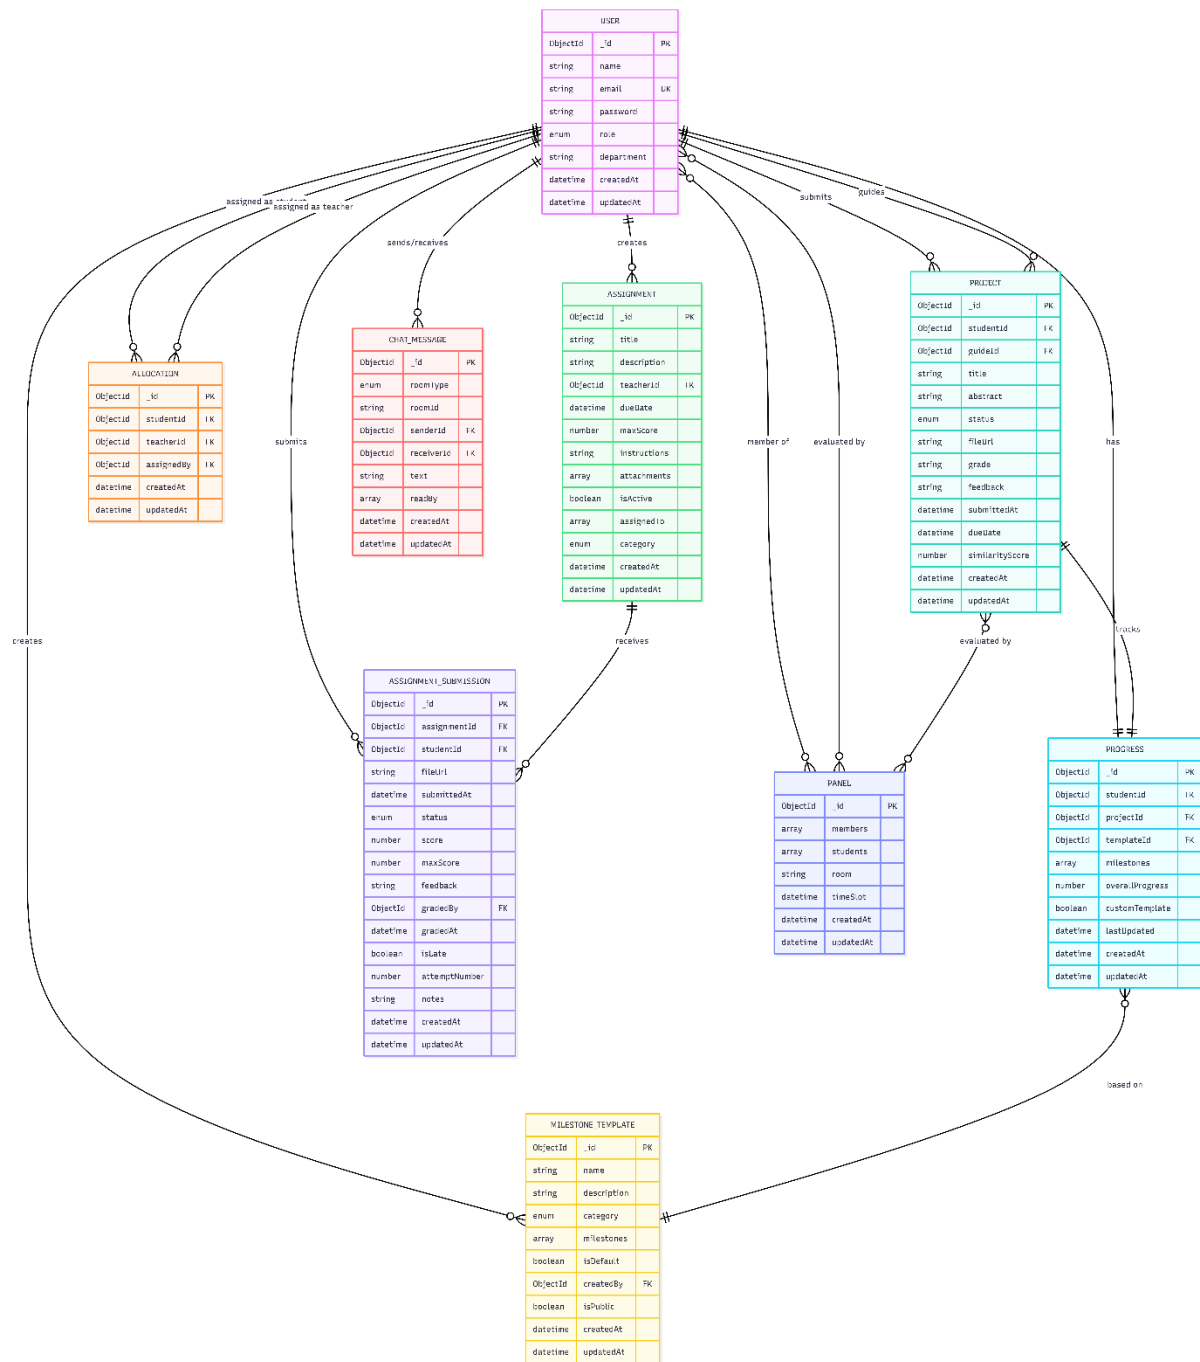 USER
ObjectId _id PK
string name
string email UK
string password
enum role
string department
datetime createdAt
datetime updatedAt
assigned as student
assigned as teacher
sends/receives
creates
submits
guides
ASSIGNMENT
ObjectId _id PK
string title
string description
ObjectId teacherId FK
datetime dueDate
number maxScore
string instructions
array attachments
boolean isActive
array assignedTo
enum category
datetime createdAt
datetime updatedAt
PROJECT
ObjectId _id PK
ObjectId studentId FK
ObjectId guideId FK
string title
string abstract
enum status
string fileUrl
string grade
string feedback
datetime submittedAt
datetime dueDate
number similarityScore
datetime createdAt
datetime updatedAt
CHAT_MESSAGE
ObjectId _id PK
enum roomType
string roomId
ObjectId senderId FK
ObjectId receiverId FK
string text
array readBy
datetime createdAt
datetime updatedAt
ALLOCATION
ObjectId _id PK
ObjectId studentId FK
ObjectId teacherId FK
ObjectId assignedBy FK
datetime createdAt
datetime updatedAt
submits
member of
evaluated by
has
creates
receives
evaluated by
tracks
ASSIGNMENT_SUBMISSION
ObjectId _id PK
ObjectId assignmentId FK
ObjectId studentId FK
string fileUrl
datetime submittedAt
enum status
number score
number maxScore
string feedback
ObjectId gradedBy FK
datetime gradedAt
boolean isLate
number attemptNumber
string notes
datetime createdAt
datetime updatedAt
PANEL
ObjectId _id PK
array members
array students
string room
datetime timeSlot
datetime createdAt
datetime updatedAt
PROGRESS
ObjectId _id PK
ObjectId studentId FK
ObjectId projectId FK
ObjectId templateId FK
array milestones
number overallProgress
boolean customTemplate
datetime lastUpdated
datetime createdAt
datetime updatedAt
based on
MILESTONE_TEMPLATE
ObjectId _id PK
string name
string description
enum category
array milestones
boolean isDefault
ObjectId createdBy FK
boolean isPublic
datetime createdAt
datetime updatedAt